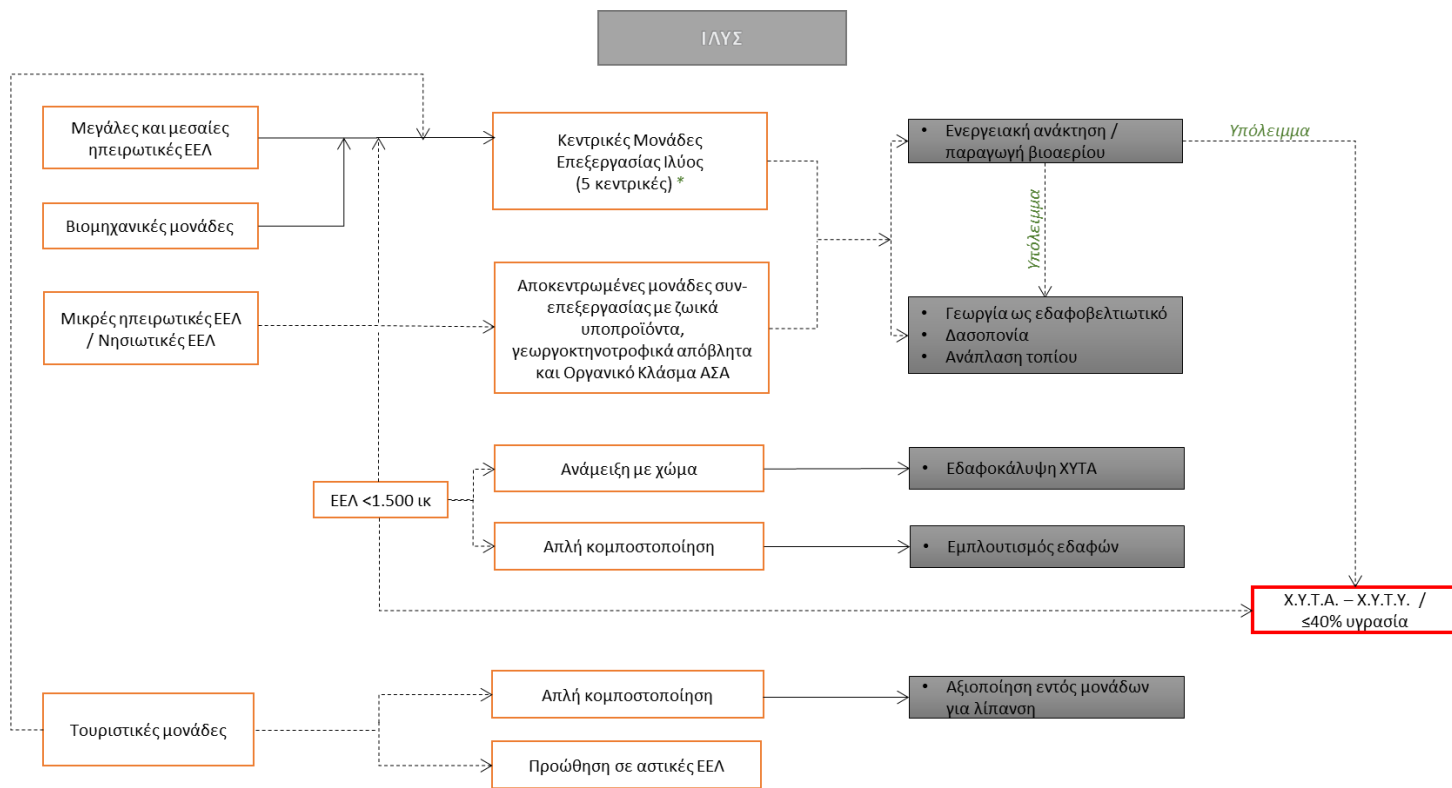 ΙΛΥΣ
Μεγάλες και μεσαίες
ηπειρωτικές ΕΕΛ
Κεντρικές Μονάδες
Επεξεργασίας Ιλύος
(5 κεντρικές) *
• Ενεργειακή ανάκτηση /
παραγωγή βιοαερίου
Υπόλειμμα
Υπόλειμμα
Βιομηχανικές μονάδες
Μικρές ηπειρωτικές ΕΕΛ
/ Νησιωτικές ΕΕΛ
Αποκεντρωμένες μονάδες συν-
επεξεργασίας με ζωικά
υποπροϊόντα,
γεωργοκτηνοτροφικά απόβλητα
και Οργανικό Κλάσμα ΑΣΑ
• Γεωργία ως εδαφοβελτιωτικό
• Δασοπονία
• Ανάπλαση τοπίου
ΕΕΛ <1.500 ικ
Ανάμειξη με χώμα
• Εδαφοκάλυψη ΧΥΤΑ
Απλή κομποστοποίηση
• Εμπλουτισμός εδαφών
Χ.Υ.Τ.Α. – Χ.Υ.Τ.Υ. /
≤40% υγρασία
Τουριστικές μονάδες
Απλή κομποστοποίηση
• Αξιοποίηση εντός μονάδων
για λίπανση
Προώθηση σε αστικές ΕΕΛ